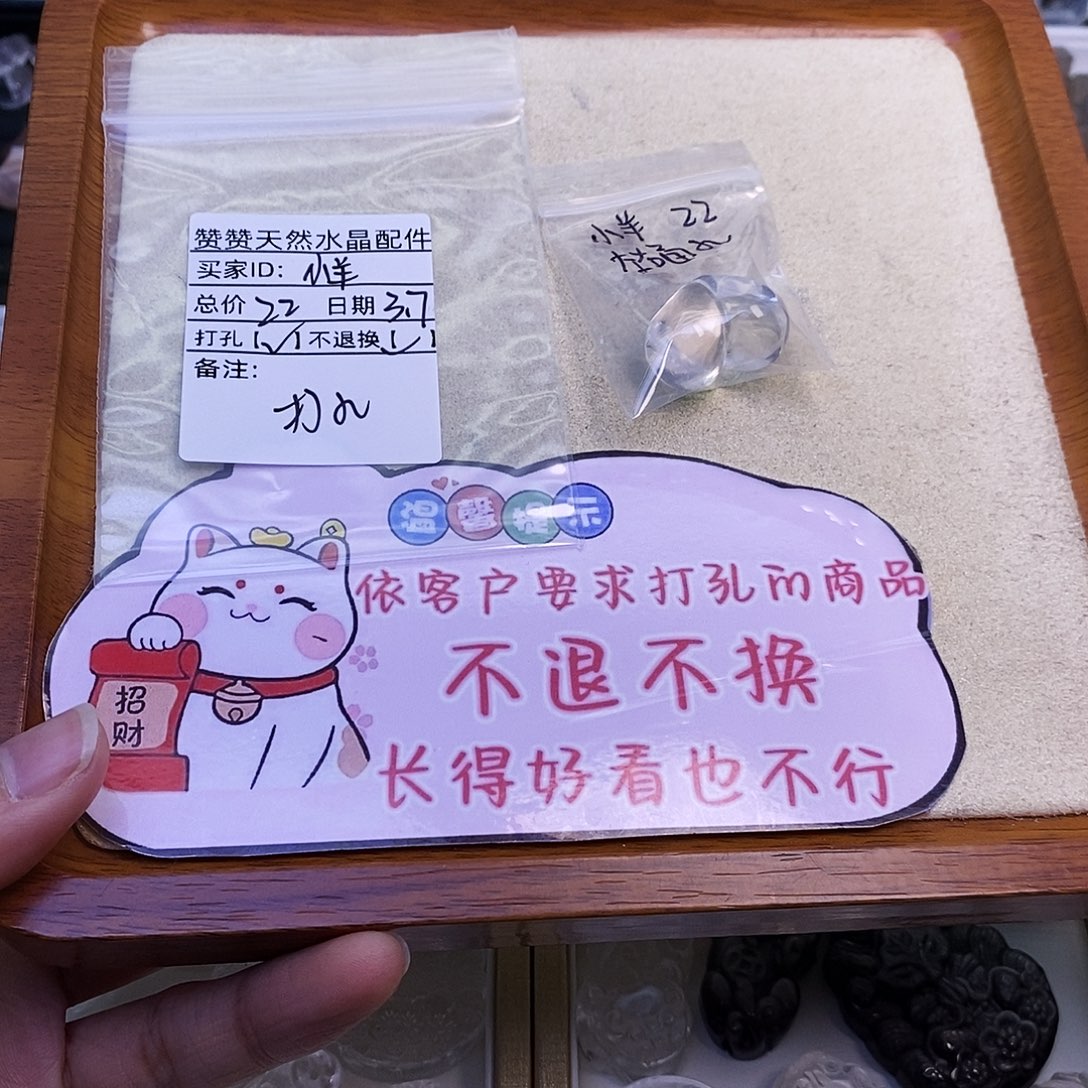 赞赞天然水晶配件
买家ID：小羊
总价 22 日期 3.7
打孔【✓】不退换【✓】
备注：
打孔
小羊 22
温馨提示
依客户要求打孔的商品
不退不换
长得好看也不行
招
财